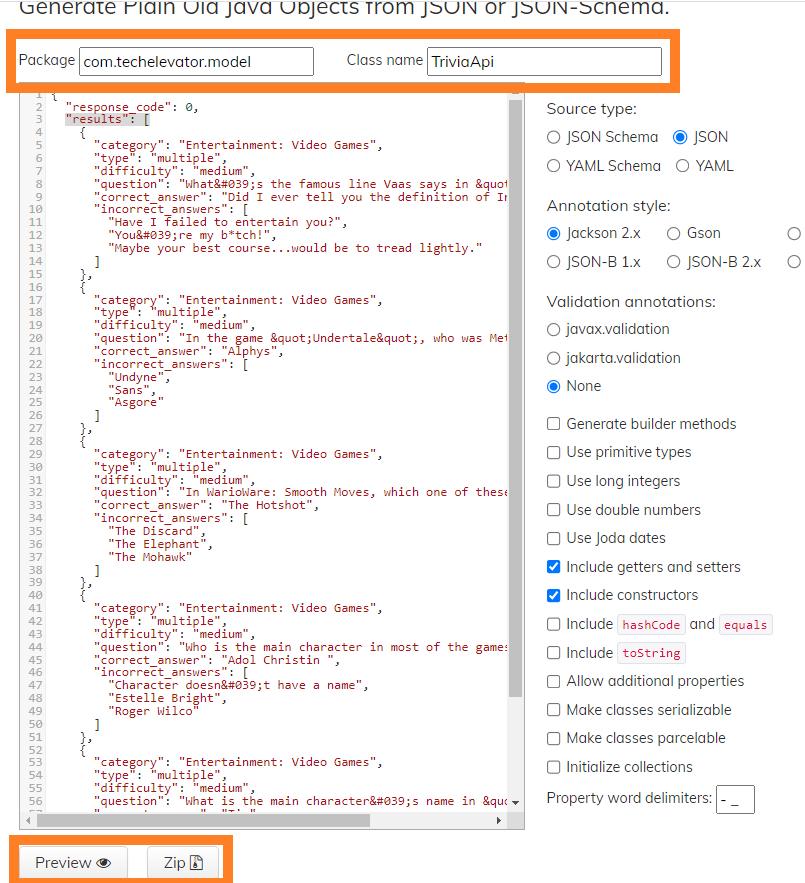 Generate Plain Old Java Objects from JSON or JSON-Schema.
Package com.techelevator.model Class name TriviaApi
1 {
2 "response_code": 0,
3 "results": [
4 {
5 "category": "Entertainment: Video Games",
6 "type": "multiple",
7 "difficulty": "medium",
8 "question": "What&#039;s the famous line Vaas says in &quot
9 "correct_answer": "Did I ever tell you the definition of In
10 "incorrect_answers": [
11 "Have I failed to entertain you?",
12 "You&#039;re my b*tch!",
13 "Maybe your best course...would be to tread lightly."
14 ]
15 },
16 {
17 "category": "Entertainment: Video Games",
18 "type": "multiple",
19 "difficulty": "medium",
20 "question": "In the game &quot;Undertale&quot;, who was Met
21 "correct_answer": "Alphys",
22 "incorrect_answers": [
23 "Undyne",
24 "Sans",
25 "Asgore"
26 ]
27 },
28 {
29 "category": "Entertainment: Video Games",
30 "type": "multiple",
31 "difficulty": "medium",
32 "question": "In WarioWare: Smooth Moves, which one of these
33 "correct_answer": "The Hotshot",
34 "incorrect_answers": [
35 "The Discard",
36 "The Elephant",
37 "The Mohawk"
38 ]
39 },
40 {
41 "category": "Entertainment: Video Games",
42 "type": "multiple",
43 "difficulty": "medium",
44 "question": "Who is the main character in most of the games
45 "correct_answer": "Adol Christin ",
46 "incorrect_answers": [
47 "Character doesn&#039;t have a name",
48 "Estelle Bright",
49 "Roger Wilco"
50 ]
51 },
52 {
53 "category": "Entertainment: Video Games",
54 "type": "multiple",
55 "difficulty": "medium",
56 "question": "What is the main character&#039;s name in &quo
Source type:
JSON Schema JSON
YAML Schema YAML
Annotation style:
Jackson 2.x Gson
JSON-B 1.x JSON-B 2.x
Validation annotations:
javax.validation
jakarta.validation
None
Generate builder methods
Use primitive types
Use long integers
Use double numbers
Use Joda dates
Include getters and setters
Include constructors
Include hashCode and equals
Include toString
Allow additional properties
Make classes serializable
Make classes parcelable
Initialize collections
Property word delimiters: - _
Preview Zip